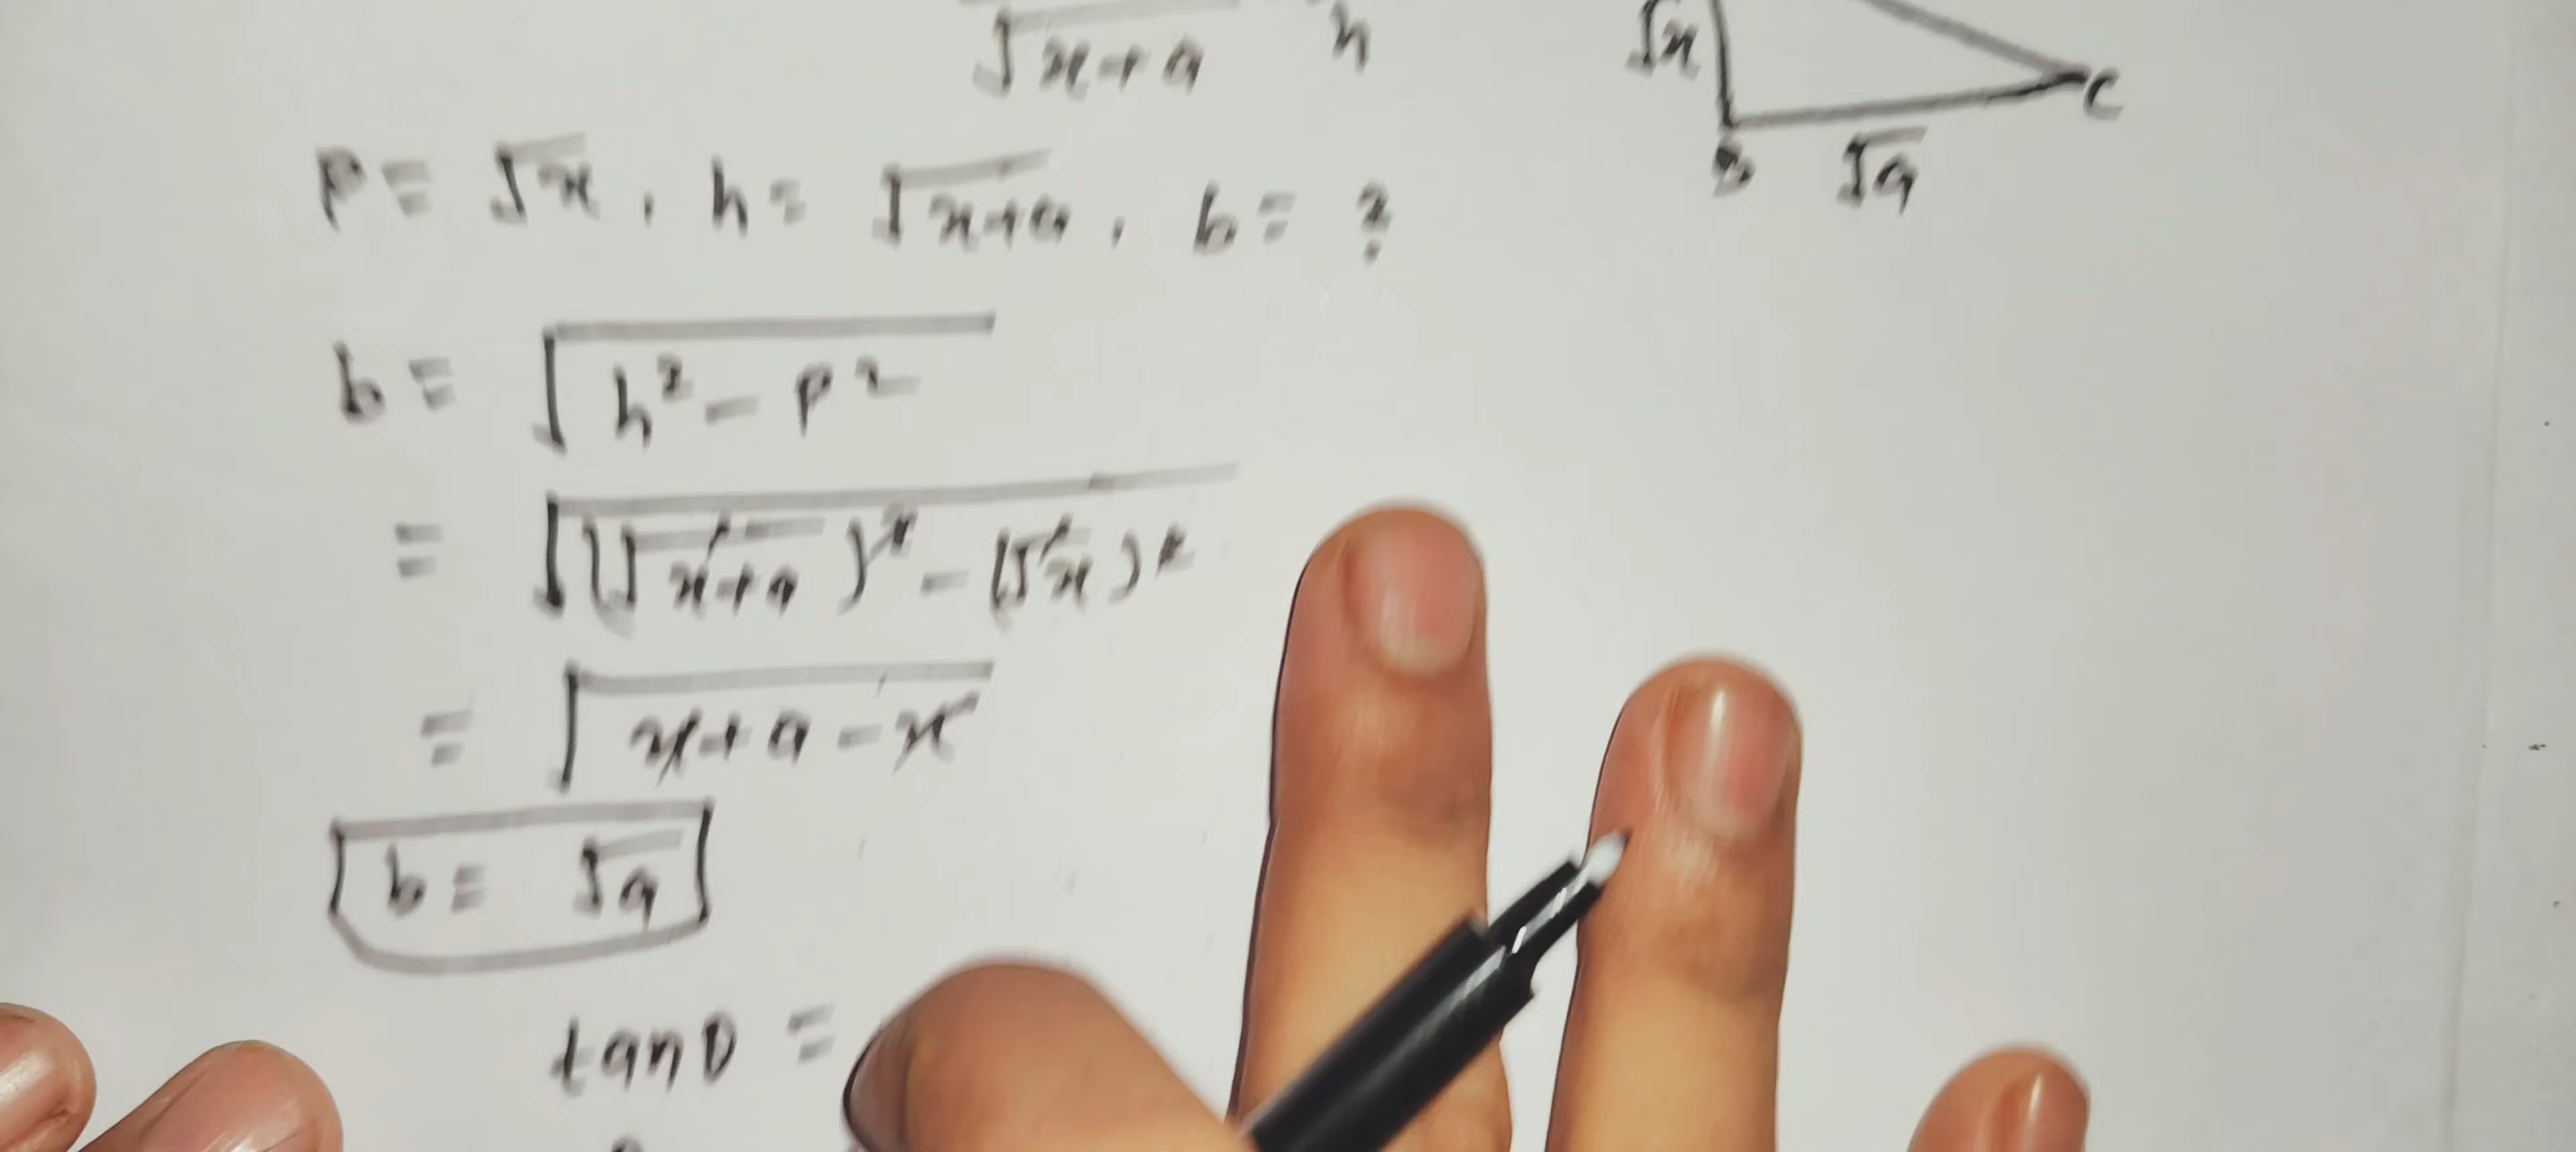 √x+a h
√x
C
B √a
P = √x , h = √x+a , b = ?
b = √h² - P²
= √(√x+a)² - (√x)²
= √x+a-x
b = √a
tanθ =